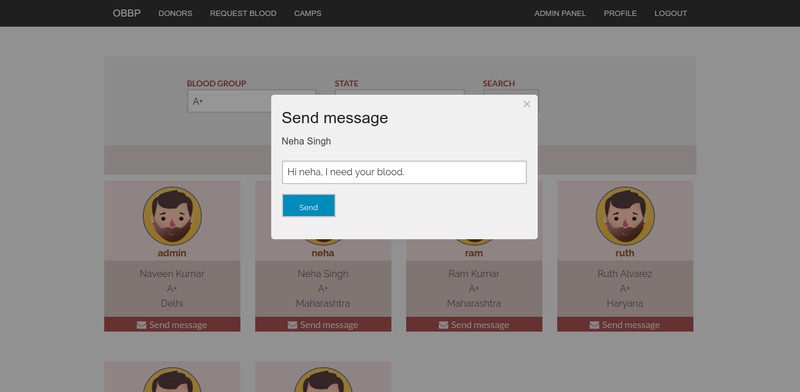 OBBP DONORS REQUEST BLOOD CAMPS ADMIN PANEL PROFILE LOGOUT
BLOOD GROUP STATE SEARCH
A+
×
Send message
Neha Singh
Hi neha, I need your blood.
Send
admin neha ram ruth
Naveen Kumar Neha Singh Ram Kumar Ruth Alvarez
A+ A+ A+ A+
Delhi Maharashtra Maharashtra Haryana
Send message Send message Send message Send message